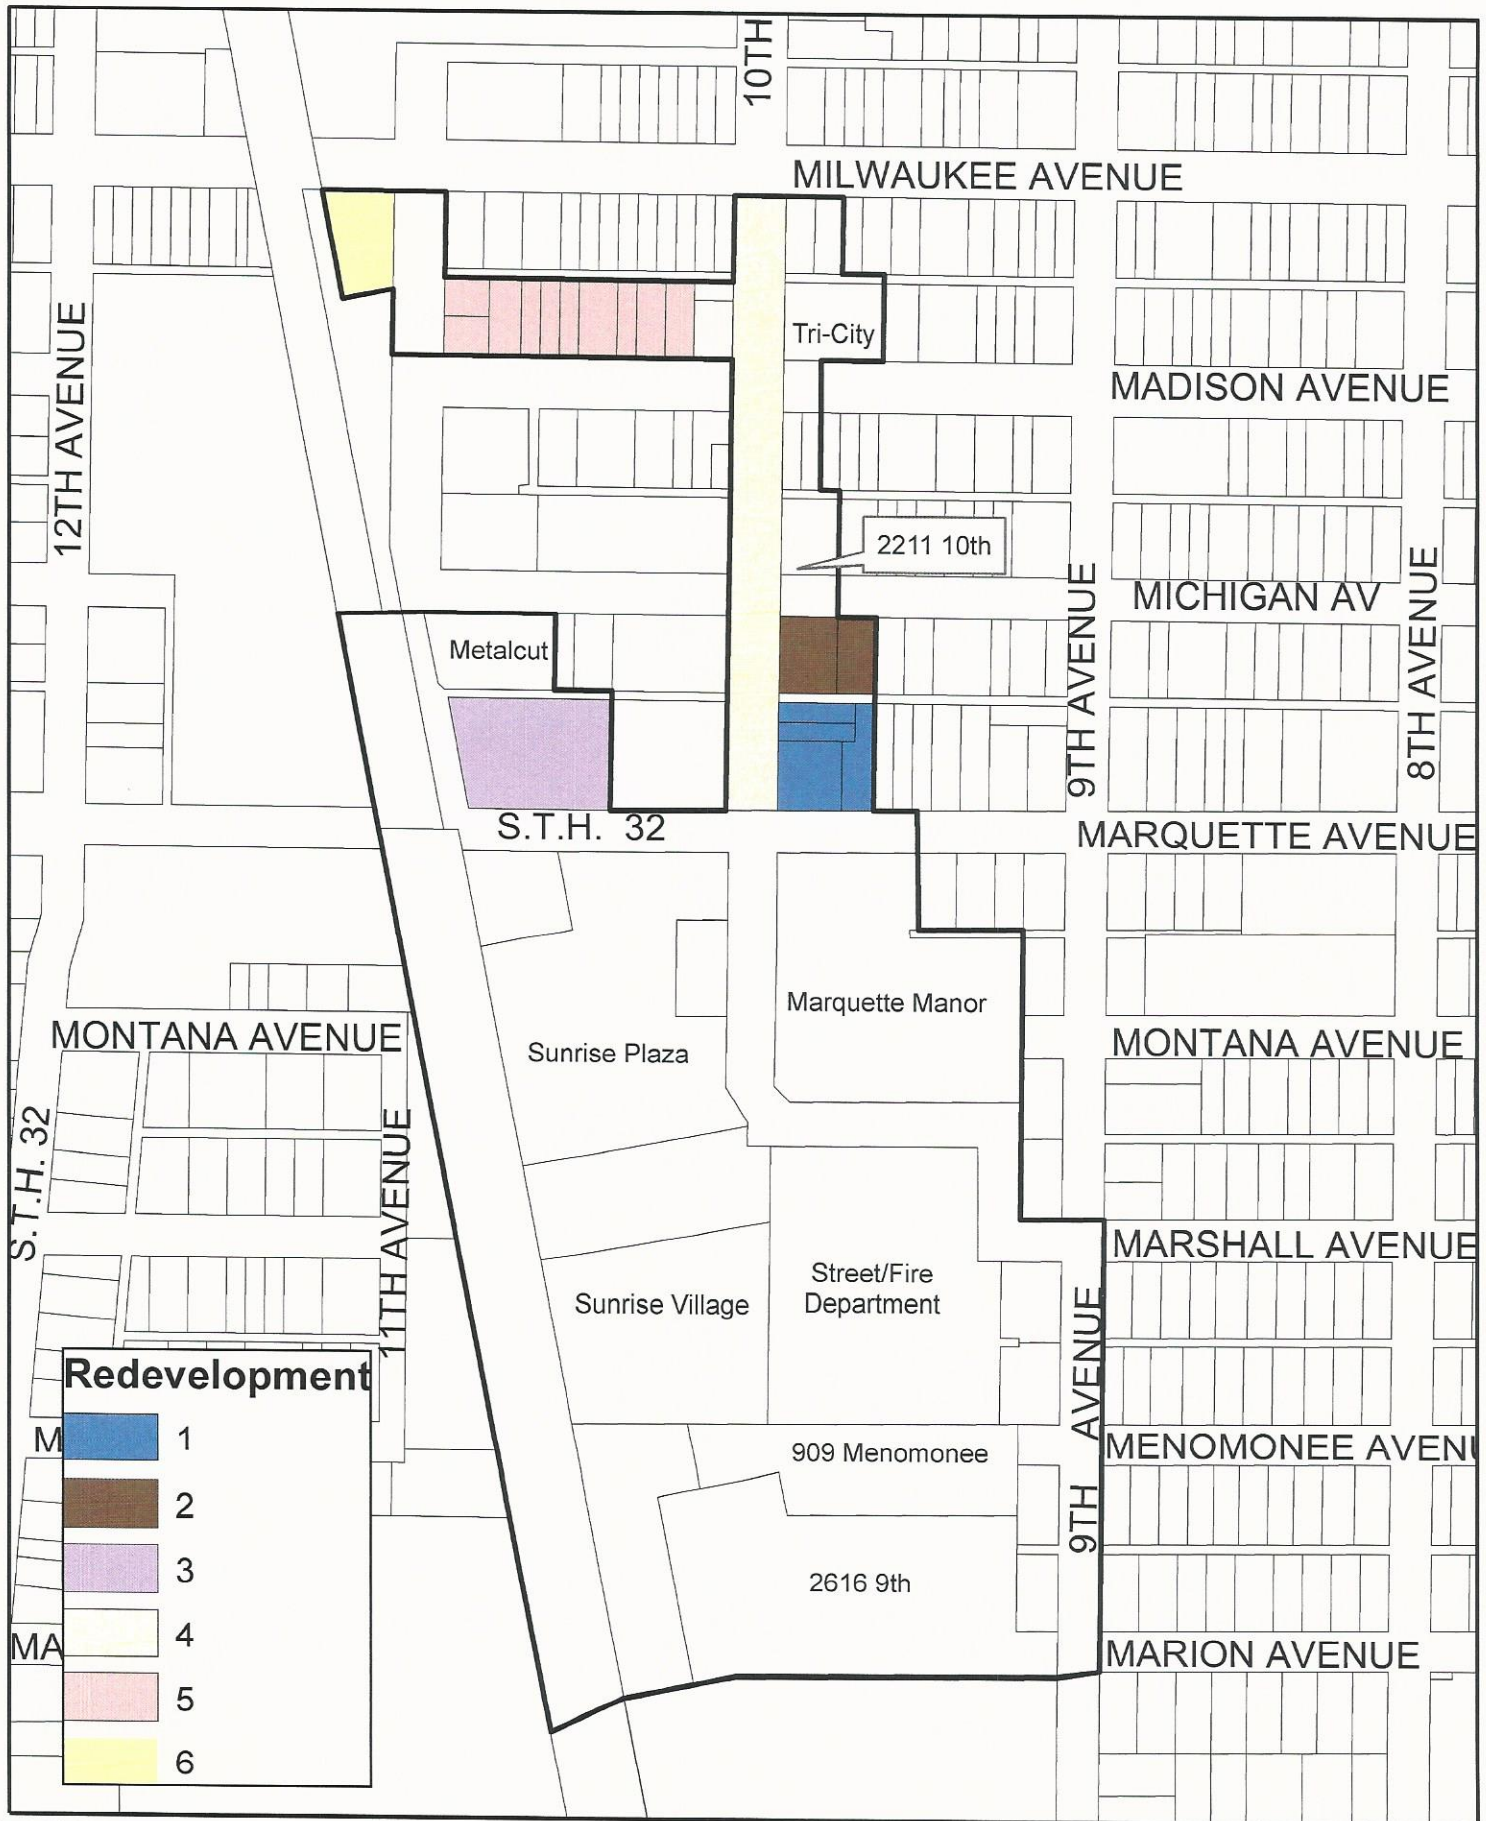 10TH
MILWAUKEE AVENUE
Tri-City
MADISON AVENUE
12TH AVENUE
2211 10th
MICHIGAN AV
9TH AVENUE
8TH AVENUE
Metalcut
S.T.H. 32
MARQUETTE AVENUE
Marquette Manor
MONTANA AVENUE
Sunrise Plaza
MONTANA AVENUE
S.T.H. 32
11TH AVENUE
MARSHALL AVENUE
Street/Fire
Department
Sunrise Village
9TH AVENUE
Redevelopment
1
2
3
4
5
6
M
909 Menomonee
MENOMONEE AVENU
2616 9th
MA
MARION AVENUE